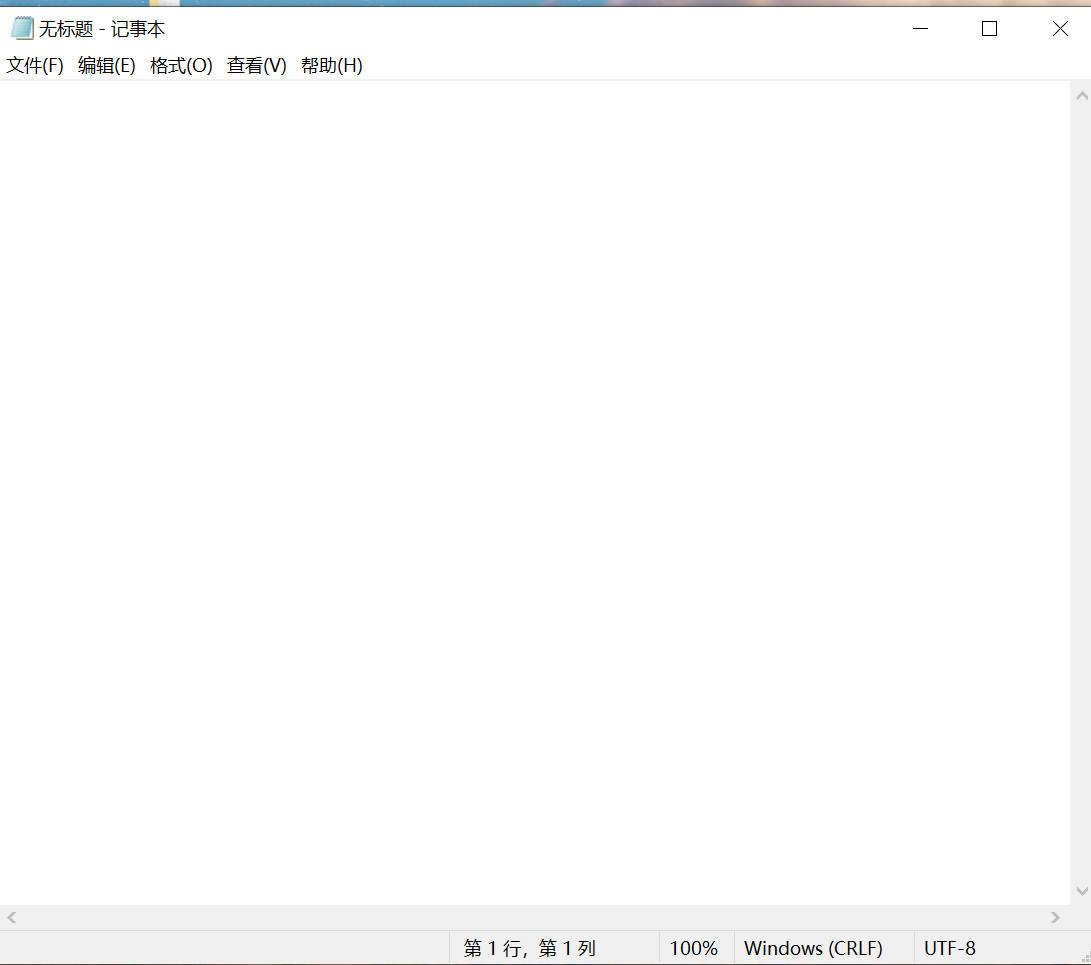 无标题 - 记事本
文件(F) 编辑(E) 格式(O) 查看(V) 帮助(H)
第 1 行，第 1 列 100% Windows (CRLF) UTF-8